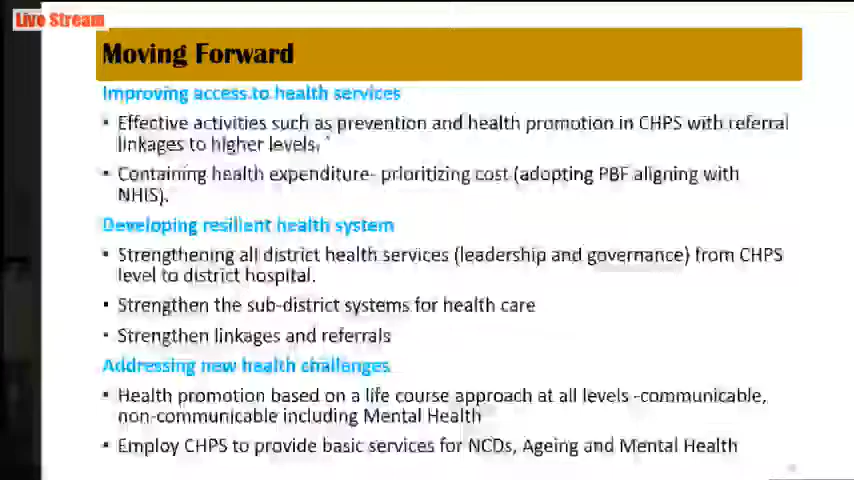 Live Stream
Moving Forward
Improving access to health services
• Effective activities such as prevention and health promotion in CHPS with referral
linkages to higher levels.
• Containing health expenditure- prioritizing cost (adopting PBF aligning with
NHIS).
Developing resilient health system
• Strengthening all district health services (leadership and governance) from CHPS
level to district hospital.
• Strengthen the sub-district systems for health care
• Strengthen linkages and referrals
Addressing new health challenges
• Health promotion based on a life course approach at all levels -communicable,
non-communicable including Mental Health
• Employ CHPS to provide basic services for NCDs, Ageing and Mental Health